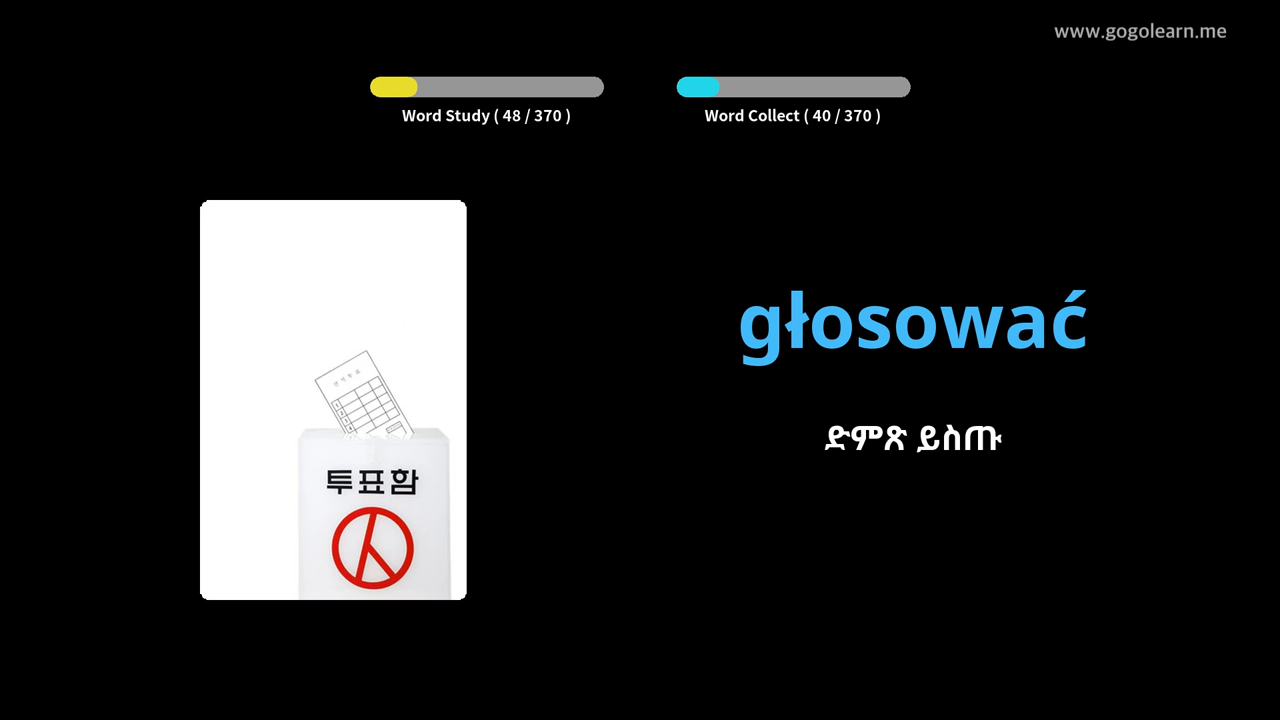 www.gogolearn.me
Word Study ( 48 / 370 )
Word Collect ( 40 / 370 )
głosować
ድምጽ ይስጡ
투표함